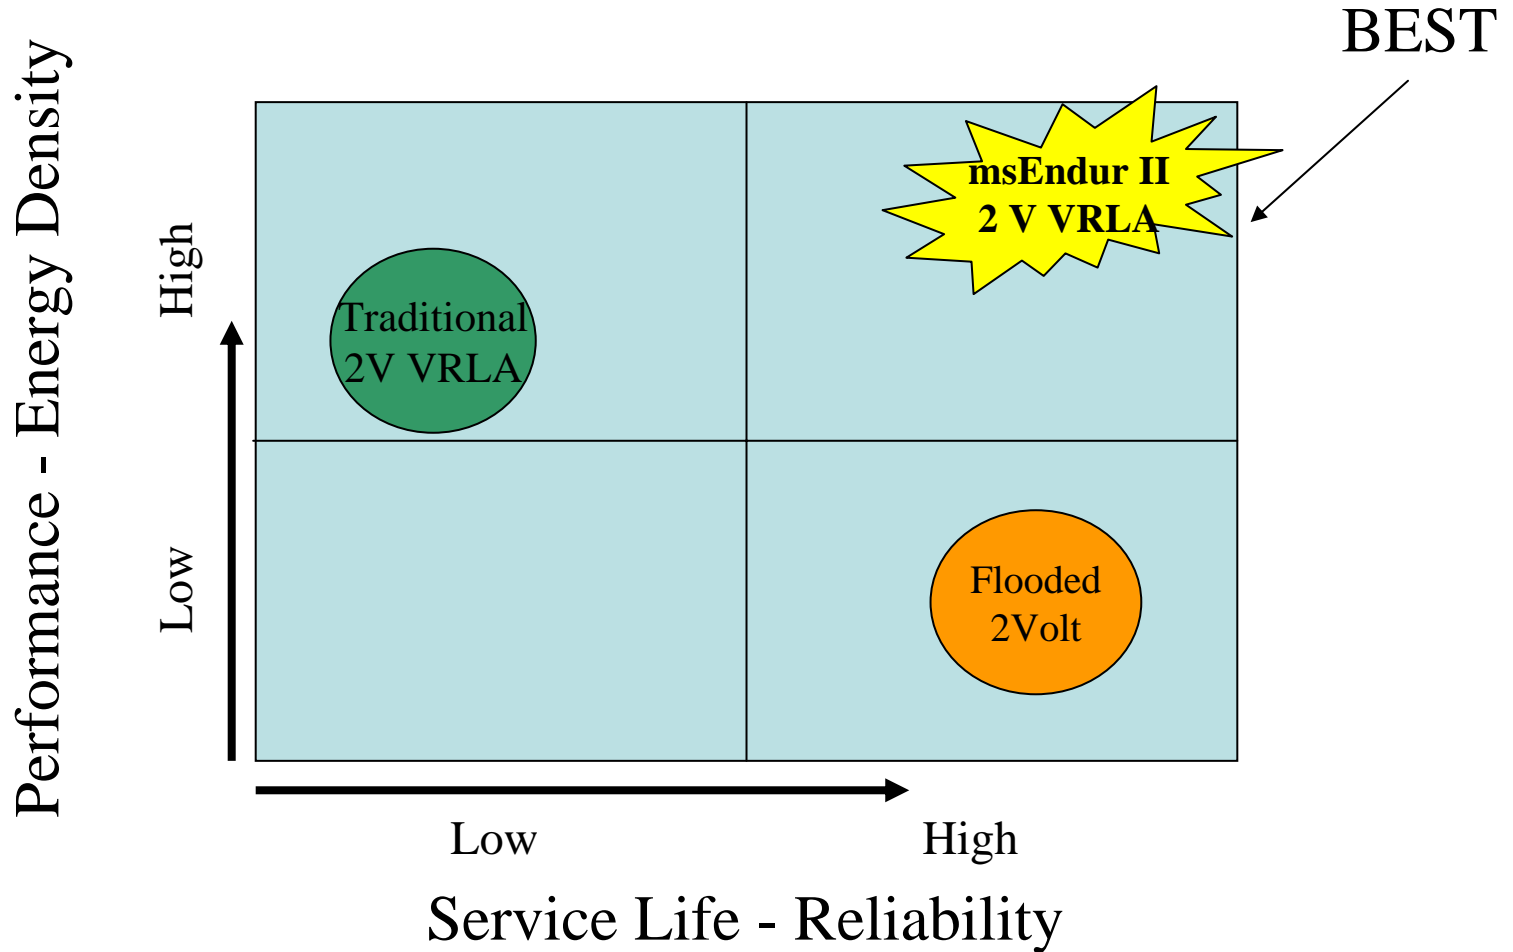 BEST
Performance - Energy Density
High
Low
msEndur II
2 V VRLA
Traditional
2V VRLA
Flooded
2Volt
Low
High
Service Life - Reliability